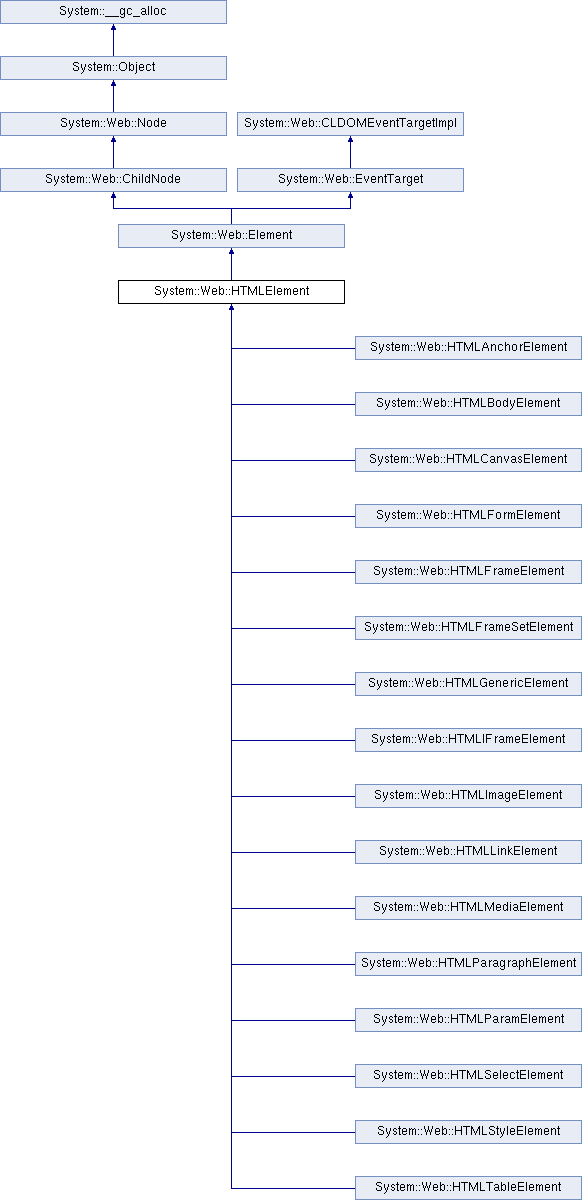 System::__gc_alloc
System::Object
System::Web::Node
System::Web::CLDOMEventTargetImpl
System::Web::ChildNode
System::Web::EventTarget
System::Web::Element
System::Web::HTMLElement
System::Web::HTMLAnchorElement
System::Web::HTMLBodyElement
System::Web::HTMLCanvasElement
System::Web::HTMLFormElement
System::Web::HTMLFrameElement
System::Web::HTMLFrameSetElement
System::Web::HTMLGenericElement
System::Web::HTMLIFrameElement
System::Web::HTMLImageElement
System::Web::HTMLLinkElement
System::Web::HTMLMediaElement
System::Web::HTMLParagraphElement
System::Web::HTMLParamElement
System::Web::HTMLSelectElement
System::Web::HTMLStyleElement
System::Web::HTMLTableElement